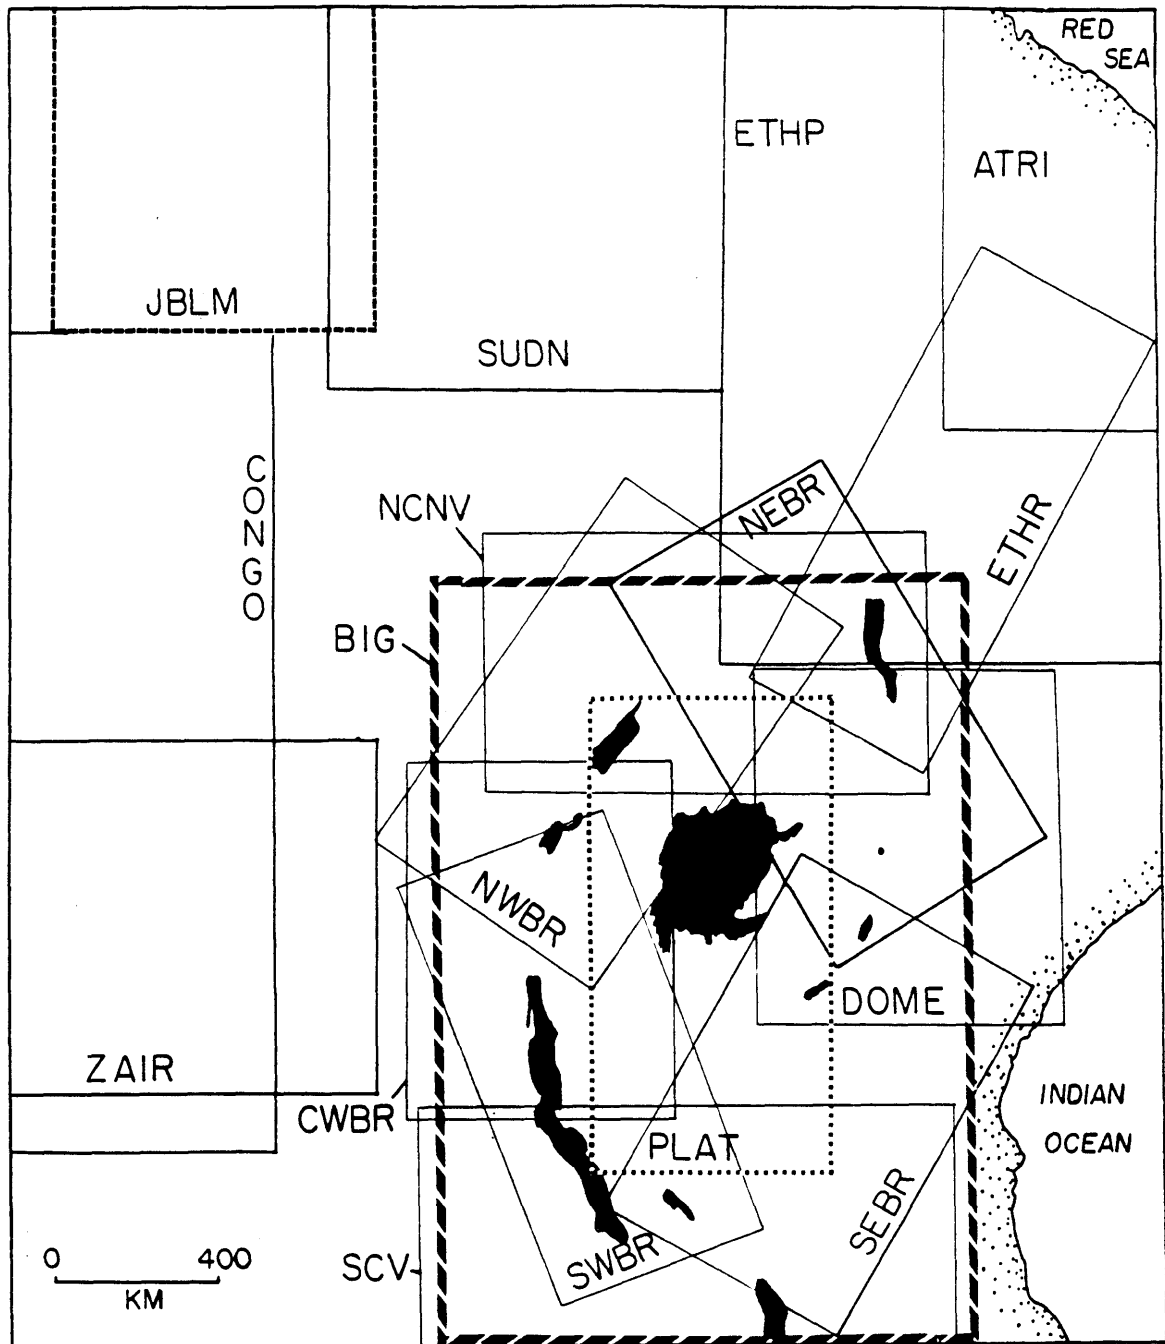 RED
SEA
ETHP
ATRI
JBLM
SUDN
CONGO
NCNV
NEBR
ETHR
BIG
NWBR
DOME
ZAIR
CWBR
PLAT
INDIAN
OCEAN
SEBR
SWBR
SCV
0 400
KM